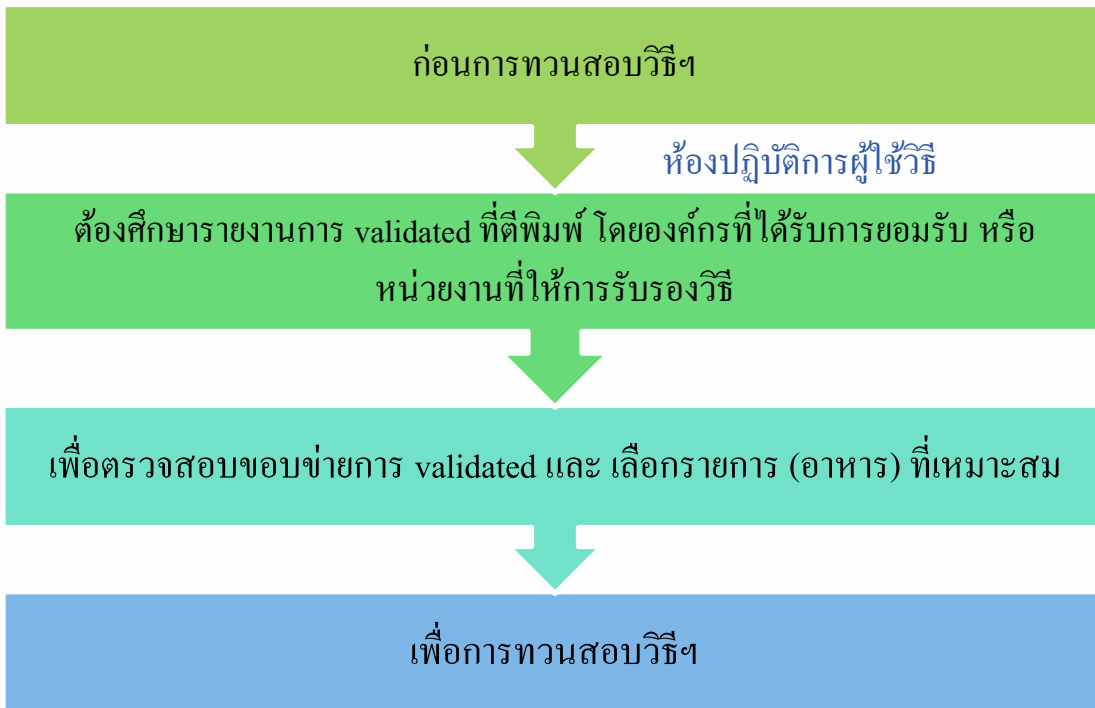 ก่อนการทวนสอบวิธีฯ
ห้องปฏิบัติการผู้ใช้วิธี
ต้องศึกษารายงานการ validated ที่ตีพิมพ์ โดยองค์กรที่ได้รับการยอมรับ หรือ
หน่วยงานที่ให้การรับรองวิธี
เพื่อตรวจสอบขอบข่ายการ validated และ เลือกรายการ (อาหาร) ที่เหมาะสม
เพื่อการทวนสอบวิธีฯ